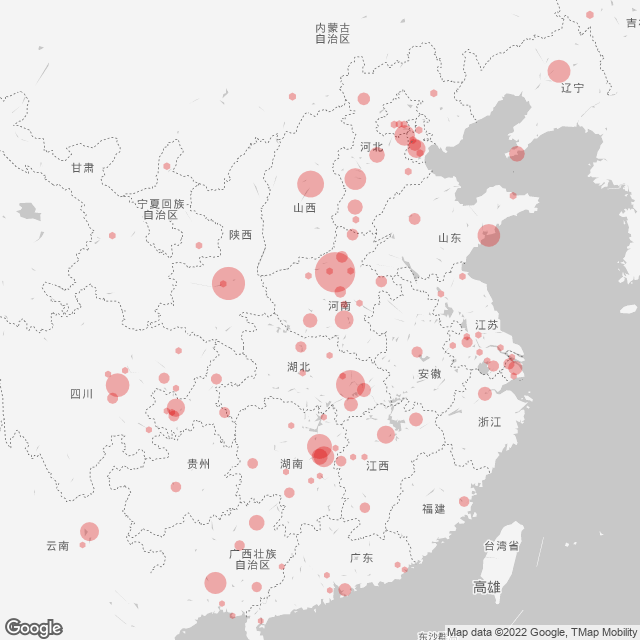 内蒙古
自治区
吉
辽宁
河北
甘肃
宁夏回族
自治区
山西
陕西
山东
河南
江苏
湖北
安徽
四川
浙江
贵州
湖南
江西
福建
云南
台湾省
广西壮族
自治区
广东
高雄
东沙群
Google
Map data ©2022 Google, TMap Mobility